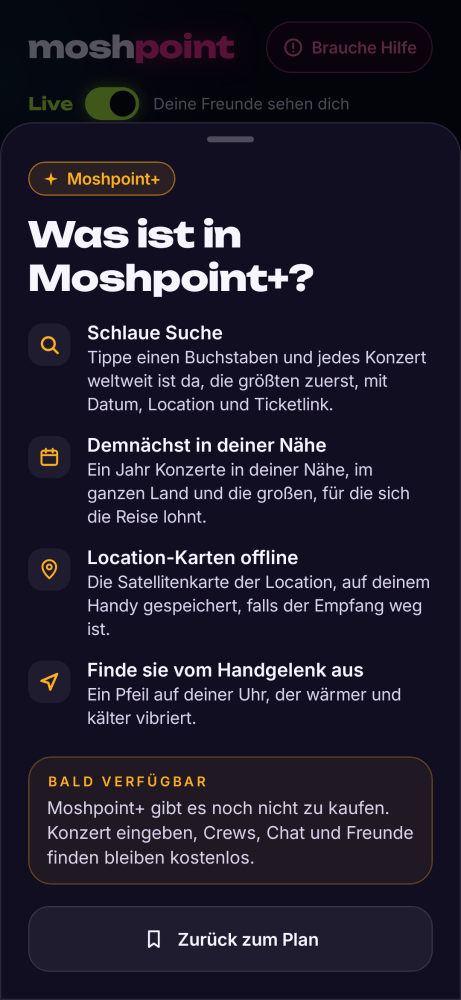 moshpoint
Brauche Hilfe
Live
Deine Freunde sehen dich
Moshpoint+
Was ist in
Moshpoint+?
Schlaue Suche
Tippe einen Buchstaben und jedes Konzert
weltweit ist da, die größten zuerst, mit
Datum, Location und Ticketlink.
Demnächst in deiner Nähe
Ein Jahr Konzerte in deiner Nähe, im
ganzen Land und die großen, für die sich
die Reise lohnt.
Location-Karten offline
Die Satellitenkarte der Location, auf deinem
Handy gespeichert, falls der Empfang weg
ist.
Finde sie vom Handgelenk aus
Ein Pfeil auf deiner Uhr, der wärmer und
kälter vibriert.
BALD VERFÜGBAR
Moshpoint+ gibt es noch nicht zu kaufen.
Konzert eingeben, Crews, Chat und Freunde
finden bleiben kostenlos.
Zurück zum Plan